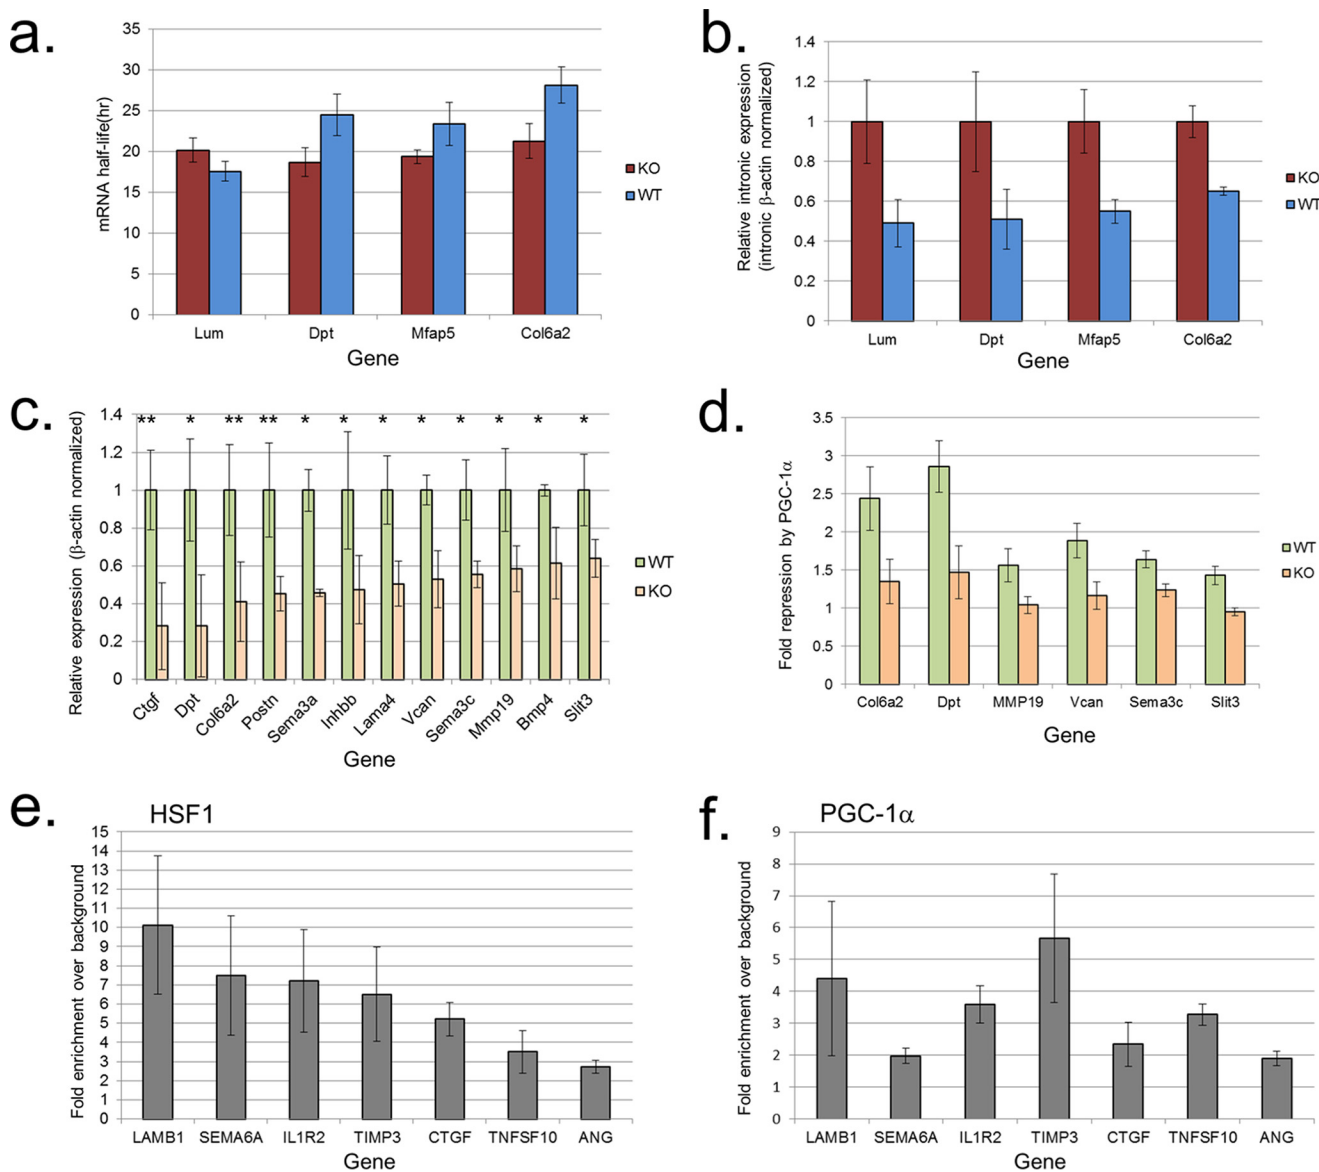 a.
mRNA half-life(hr)
35
30
25
20
15
10
5
0
Lum Dpt Mfap5 Col6a2
Gene
KO
WT
b.
Relative intronic expression
(intronic β-actin normalized)
1.4
1.2
1
0.8
0.6
0.4
0.2
0
Lum Dpt Mfap5 Col6a2
Gene
KO
WT
c.
Relative expression (β-actin normalized)
1.4
1.2
1
0.8
0.6
0.4
0.2
0
** * ** ** * * * * * * * *
Ctgf Dpt Col6a2 Postn Sema3a Inhbb Lama4 Vcan Sema3c Mmp19 Bmp4 Slit3
Gene
WT
KO
d.
Fold repression by PGC-1α
3.5
3
2.5
2
1.5
1
0.5
0
Col6a2 Dpt MMP19 Vcan Sema3c Slit3
Gene
WT
KO
e.
HSF1
Fold enrichment over background
15
14
13
12
11
10
9
8
7
6
5
4
3
2
1
0
LAMB1 SEMA6A IL1R2 TIMP3 CTGF TNFSF10 ANG
Gene
f.
PGC-1α
Fold enrichment over background
9
8
7
6
5
4
3
2
1
0
LAMB1 SEMA6A IL1R2 TIMP3 CTGF TNFSF10 ANG
Gene